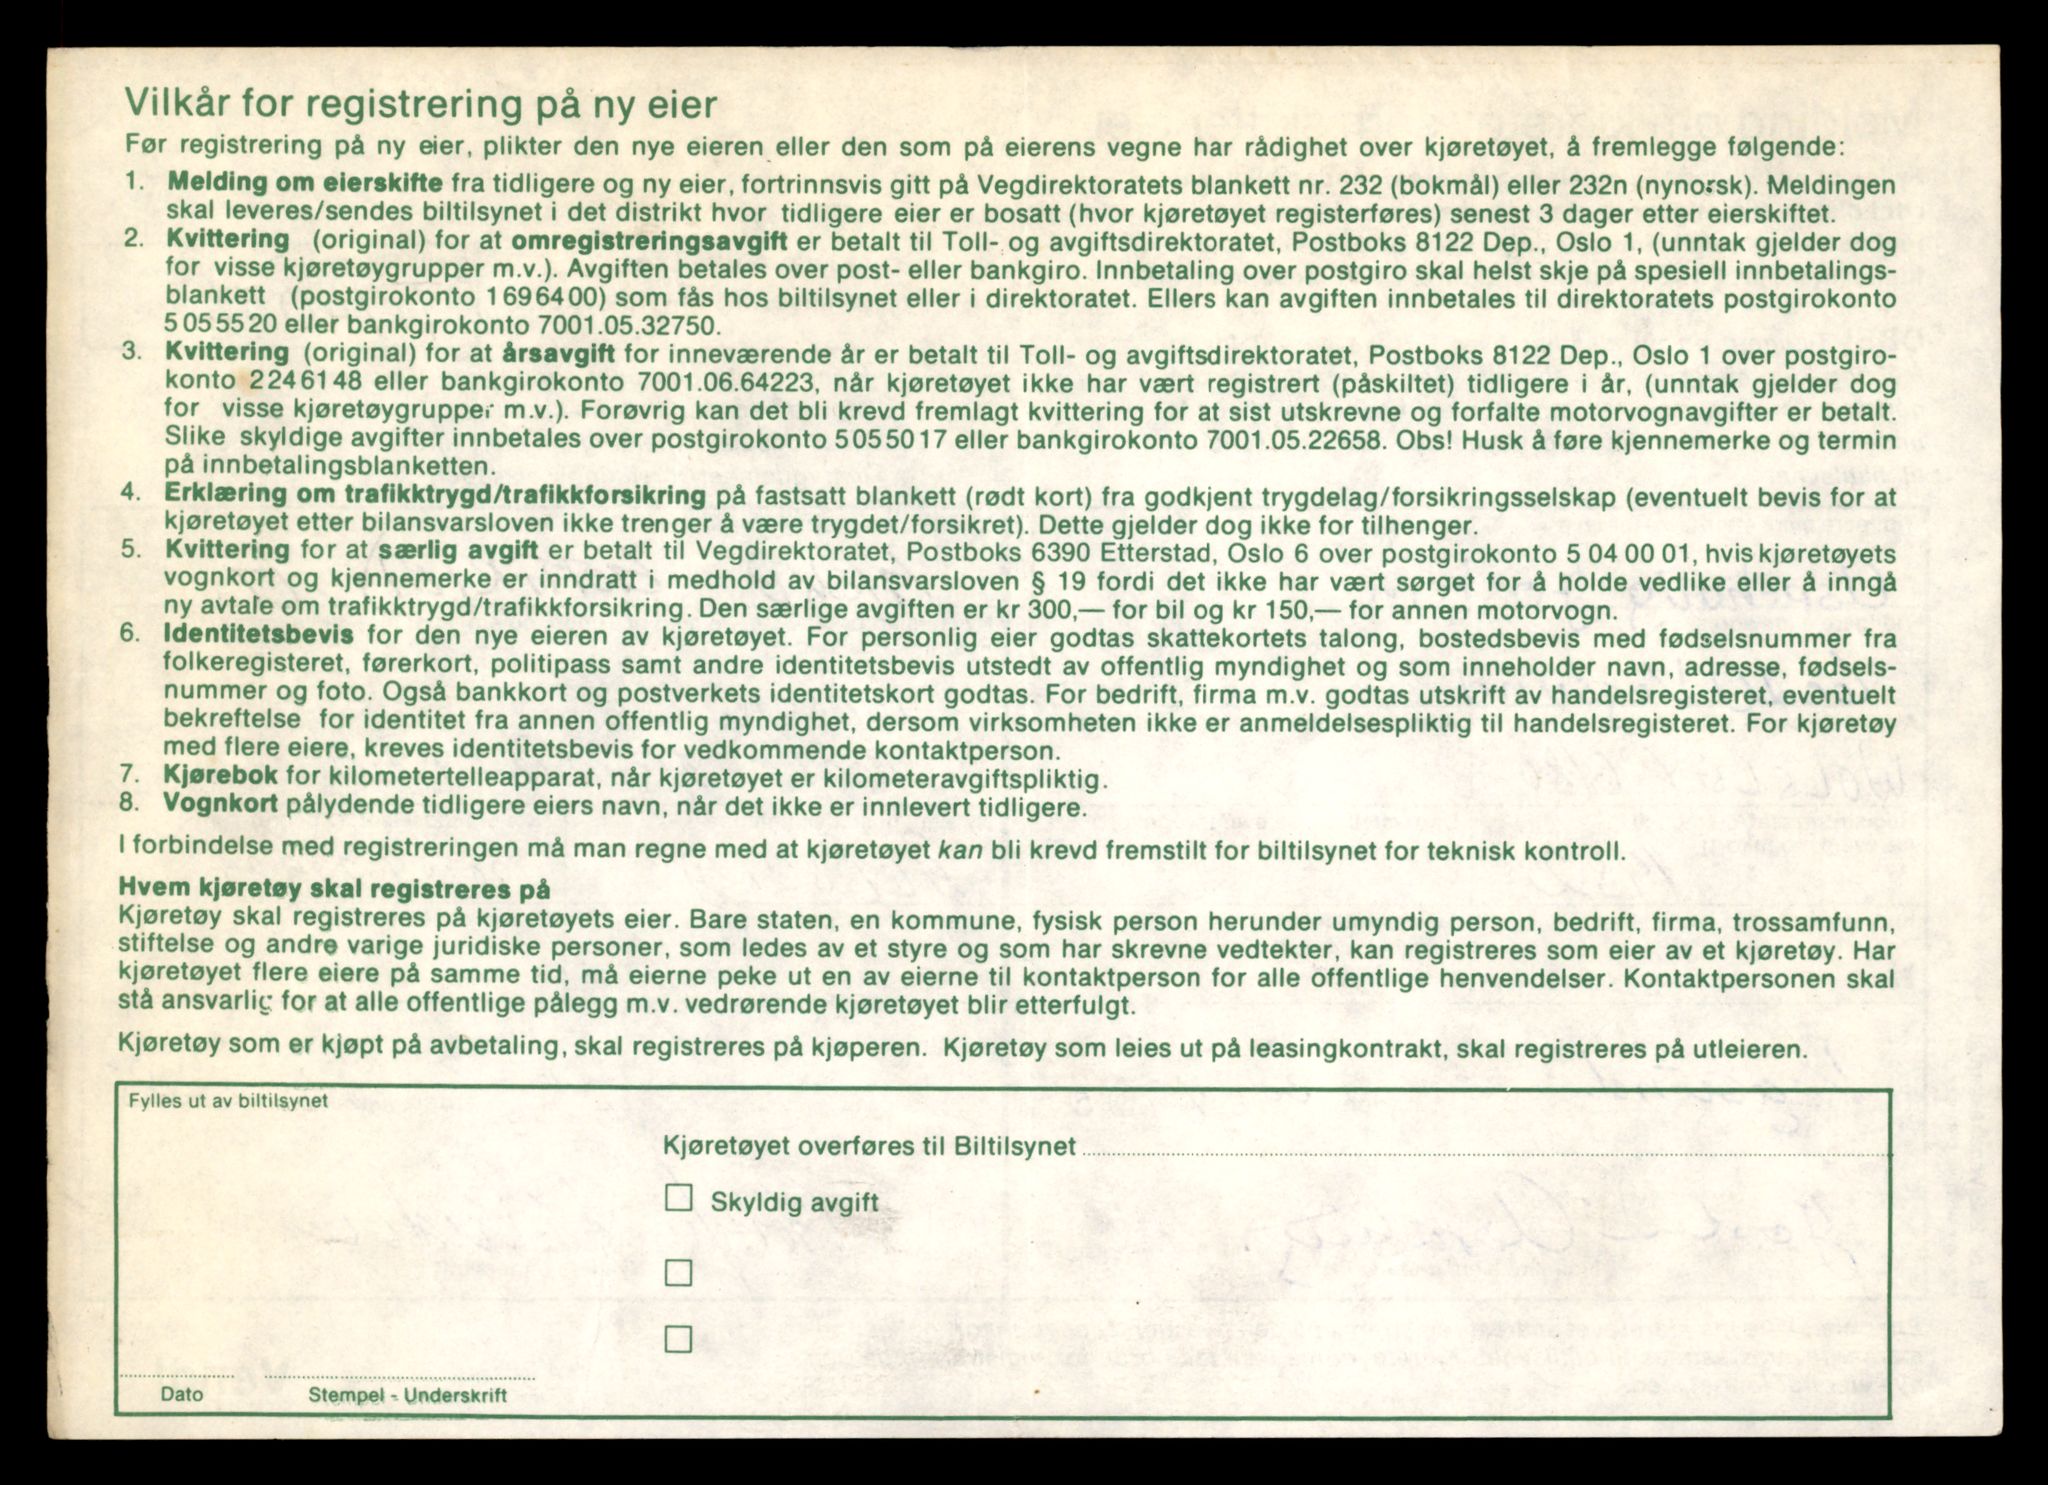 Vilkår for registrering på ny eier
Før registrering på ny eier, plikter den nye eieren eller den som på eierens vegne har rådighet over kjøretøyet, å fremlegge følgende:
1. Melding om eierskifte fra tidligere og ny eier, fortrinnsvis gitt på Vegdirektoratets blankett nr. 232 (bokmål) eller 232n (nynorsk). Meldingen
skal leveres/sendes biltilsynet i det distrikt hvor tidligere eier er bosatt (hvor kjøretøyet registerføres) senest 3 dager etter eierskiftet.
2. Kvittering (original) for at omregistreringsavgift er betalt til Toll- og avgiftsdirektoratet, Postboks 8122 Dep., Oslo 1, (unntak gjelder dog
for visse kjøretøygrupper m.v.). Avgiften betales over post- eller bankgiro. Innbetaling over postgiro skal helst skje på spesiell innbetalings-
blankett (postgirokonto 1696400) som fås hos biltilsynet eller i direktoratet. Ellers kan avgiften innbetales til direktoratets postgirokonto
5055520 eller bankgirokonto 7001.05.32750.
3. Kvittering (original) for at årsavgift for inneværende år er betalt til Toll- og avgiftsdirektoratet, Postboks 8122 Dep., Oslo 1 over postgiro-
konto 2246148 eller bankgirokonto 7001.06.64223, når kjøretøyet ikke har vært registrert (påskiltet) tidligere i år, (unntak gjelder dog
for visse kjøretøygrupper m.v.). Forøvrig kan det bli krevd fremlagt kvittering for at sist utskrevne og forfalte motorvognavgifter er betalt.
Slike skyldige avgifter innbetales over postgirokonto 5055017 eller bankgirokonto 7001.05.22658. Obs! Husk å føre kjennemerke og termin
på innbetalingsblanketten.
4. Erklæring om trafikktrygd/trafikkforsikring på fastsatt blankett (rødt kort) fra godkjent trygdelag/forsikringsselskap (eventuelt bevis for at
kjøretøyet etter bilansvarsloven ikke trenger å være trygdet/forsikret). Dette gjelder dog ikke for tilhenger.
5. Kvittering for at særlig avgift er betalt til Vegdirektoratet, Postboks 6390 Etterstad, Oslo 6 over postgirokonto 5 04 00 01, hvis kjøretøyets
vognkort og kjennemerke er inndratt i medhold av bilansvarsloven § 19 fordi det ikke har vært sørget for å holde vedlike eller å inngå
ny avtale om trafikktrygd/trafikkforsikring. Den særlige avgiften er kr 300,— for bil og kr 150,— for annen motorvogn.
6. Identitetsbevis for den nye eieren av kjøretøyet. For personlig eier godtas skattekortets talong, bostedsbevis med fødselsnummer fra
folkeregisteret, førerkort, politipass samt andre identitetsbevis utstedt av offentlig myndighet og som inneholder navn, adresse, fødsels-
nummer og foto. Også bankkort og postverkets identitetskort godtas. For bedrift, firma m.v. godtas utskrift av handelsregisteret, eventuelt
bekreftelse for identitet fra annen offentlig myndighet, dersom virksomheten ikke er anmeldelsespliktig til handelsregisteret. For kjøretøy
med flere eiere, kreves identitetsbevis for vedkommende kontaktperson.
7. Kjørebok for kilometertelleapparat, når kjøretøyet er kilometeravgiftspliktig.
8. Vognkort pålydende tidligere eiers navn, når det ikke er innlevert tidligere.
I forbindelse med registreringen må man regne med at kjøretøyet kan bli krevd fremstilt for biltilsynet for teknisk kontroll.
Hvem kjøretøy skal registreres på
Kjøretøy skal registreres på kjøretøyets eier. Bare staten, en kommune, fysisk person herunder umyndig person, bedrift, firma, trossamfunn,
stiftelse og andre varige juridiske personer, som ledes av et styre og som har skrevne vedtekter, kan registreres som eier av et kjøretøy. Har
kjøretøyet flere eiere på samme tid, må eierne peke ut en av eierne til kontaktperson for alle offentlige henvendelser. Kontaktpersonen skal
stå ansvarlig for at alle offentlige pålegg m.v. vedrørende kjøretøyet blir etterfulgt.
Kjøretøy som er kjøpt på avbetaling, skal registreres på kjøperen. Kjøretøy som leies ut på leasingkontrakt, skal registreres på utleieren.
Fylles ut av biltilsynet
Kjøretøyet overføres til Biltilsynet
Skyldig avgift
Dato Stempel - Underskrift